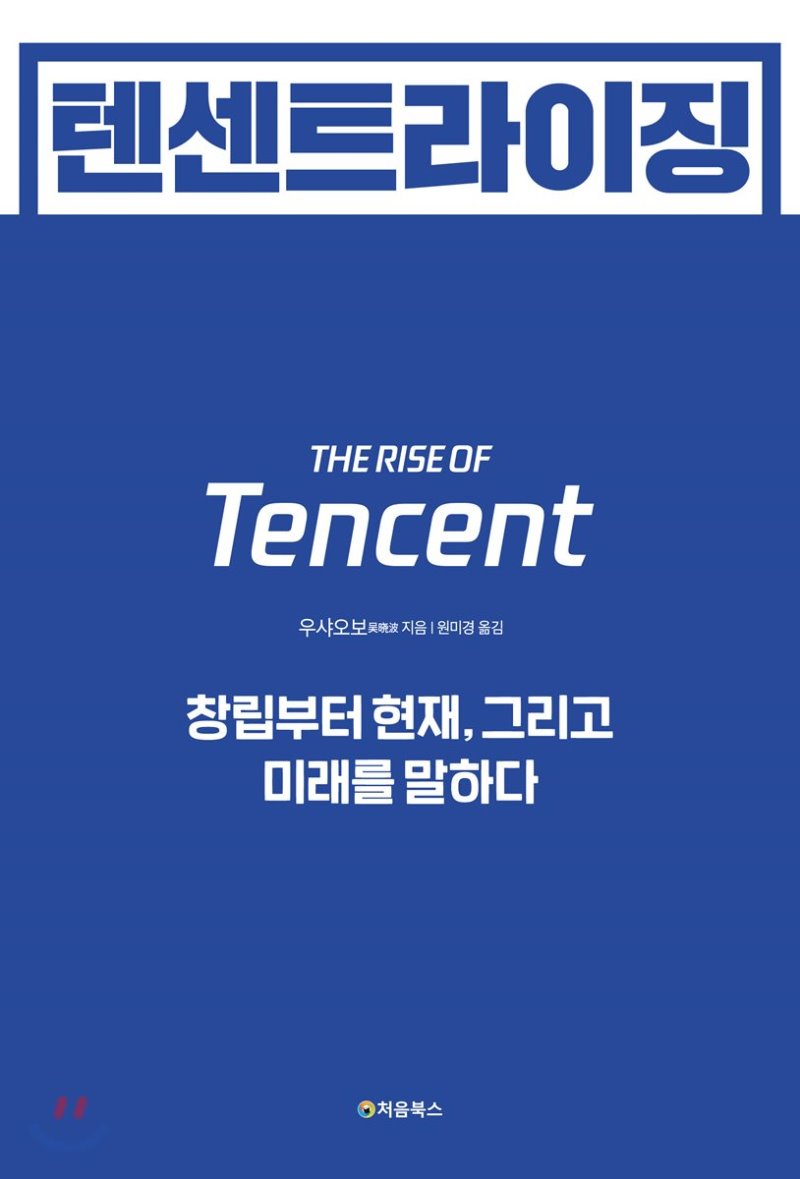 텐센트라이징
THE RISE OF
Tencent
우샤오보吴晓波 지음 | 원미경 옮김
창립부터 현재, 그리고
미래를 말하다
처음북스